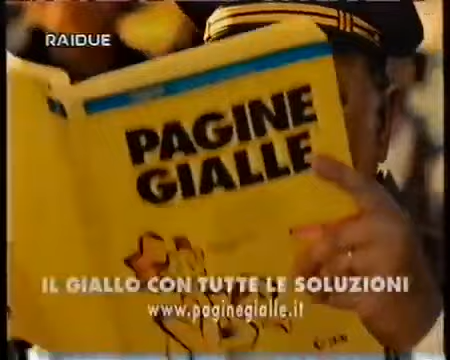 RAIDUE
PAGINE
GIALLE
IL GIALLO CON TUTTE LE SOLUZIONI
www.paginegialle.it